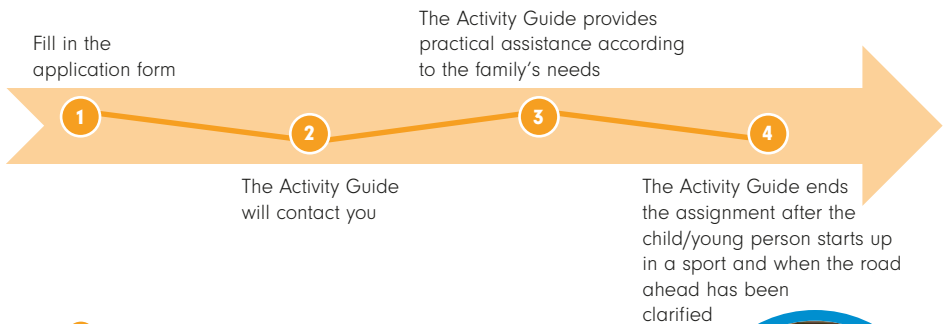 Fill in the
application form
The Activity Guide provides
practical assistance according
to the family's needs
1
2
3
4
The Activity Guide
will contact you
The Activity Guide ends
the assignment after the
child/young person starts up
in a sport and when the road
ahead has been
clarified